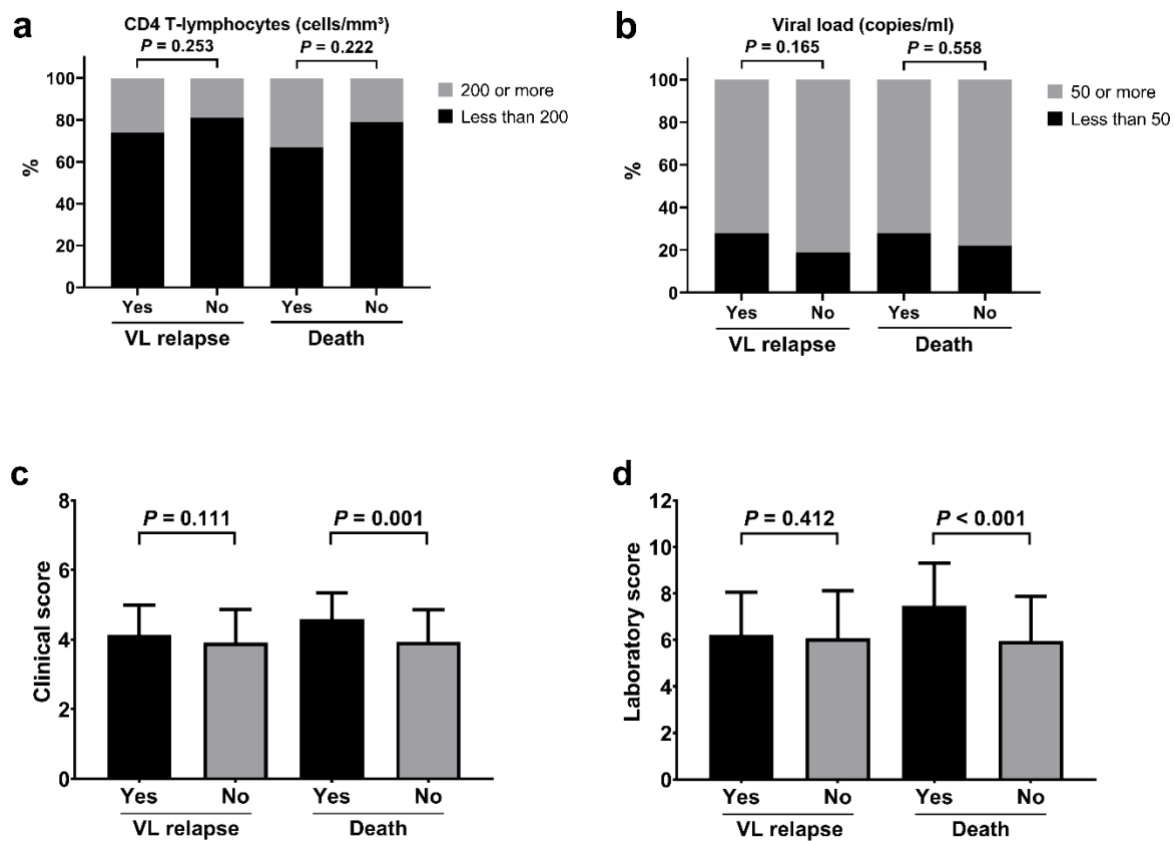 a
CD4 T-lymphocytes (cells/mm³)
P = 0.253
P = 0.222
100
80
60
40
20
0
%
200 or more
Less than 200
Yes
No
Yes
No
VL relapse
Death
b
Viral load (copies/ml)
P = 0.165
P = 0.558
100
80
60
40
20
0
%
50 or more
Less than 50
Yes
No
Yes
No
VL relapse
Death
c
8
6
4
2
0
Clinical score
P = 0.111
P = 0.001
Yes
No
Yes
No
VL relapse
Death
d
12
10
8
6
4
2
0
Laboratory score
P = 0.412
P < 0.001
Yes
No
Yes
No
VL relapse
Death